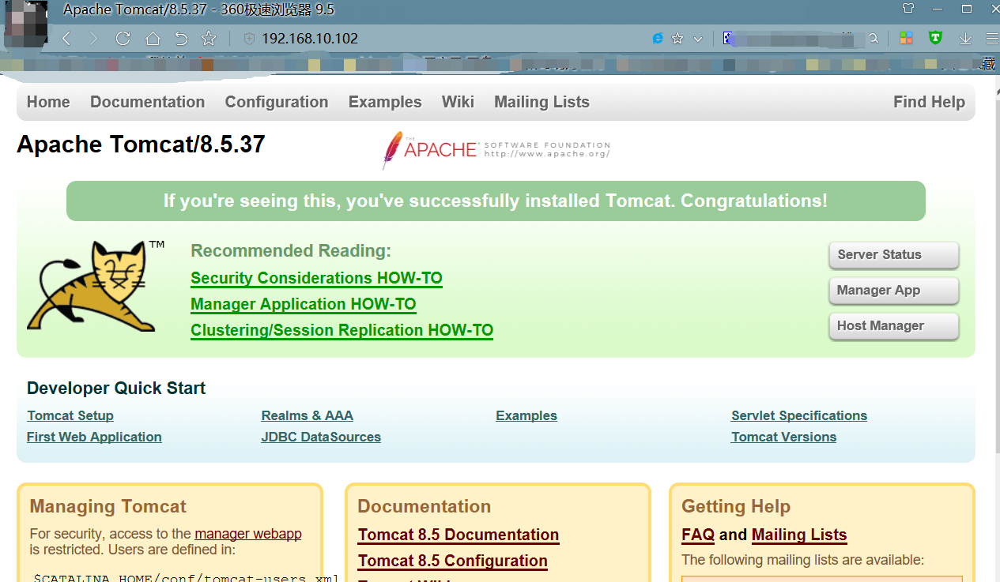 Apache Tomcat/8.5.37 - 360极速浏览器 9.5
192.168.10.102
藏
Home Documentation Configuration Examples Wiki Mailing Lists Find Help
Apache Tomcat/8.5.37
THE APACHE SOFTWARE FOUNDATION
http://www.apache.org/
If you're seeing this, you've successfully installed Tomcat. Congratulations!
TM
Recommended Reading:
Security Considerations HOW-TO
Manager Application HOW-TO
Clustering/Session Replication HOW-TO
Server Status
Manager App
Host Manager
Developer Quick Start
Tomcat Setup Realms & AAA Examples Servlet Specifications
First Web Application JDBC DataSources Tomcat Versions
Managing Tomcat
For security, access to the manager webapp
is restricted. Users are defined in:
$CATALINA_HOME/conf/tomcat-users.xml
Documentation
Tomcat 8.5 Documentation
Tomcat 8.5 Configuration
Tomcat Wiki
Getting Help
FAQ and Mailing Lists
The following mailing lists are available: